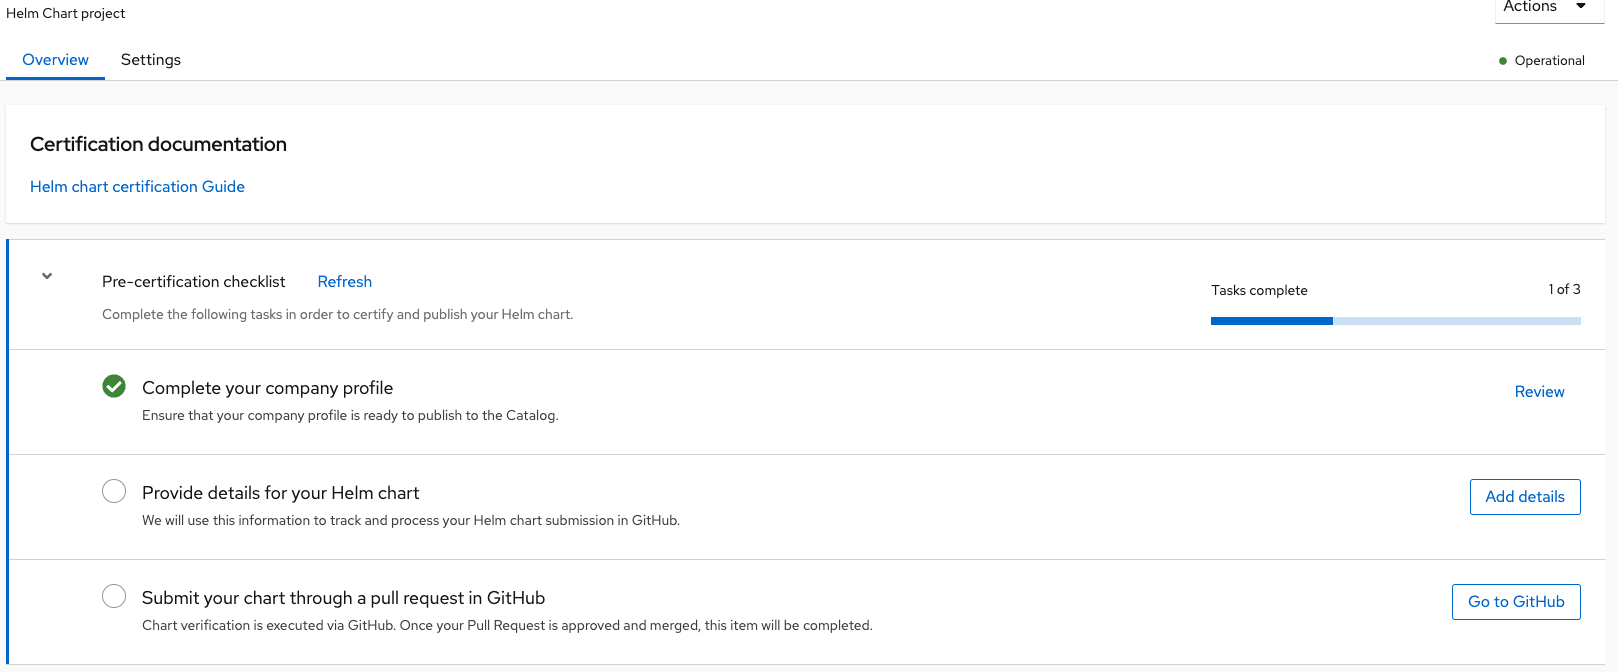 Helm Chart project
Actions
Overview
Settings
Operational
Certification documentation
Helm chart certification Guide
Pre-certification checklist
Refresh
Complete the following tasks in order to certify and publish your Helm chart.
Tasks complete
1 of 3
Complete your company profile
Ensure that your company profile is ready to publish to the Catalog.
Review
Provide details for your Helm chart
We will use this information to track and process your Helm chart submission in GitHub.
Add details
Submit your chart through a pull request in GitHub
Chart verification is executed via GitHub. Once your Pull Request is approved and merged, this item will be completed.
Go to GitHub